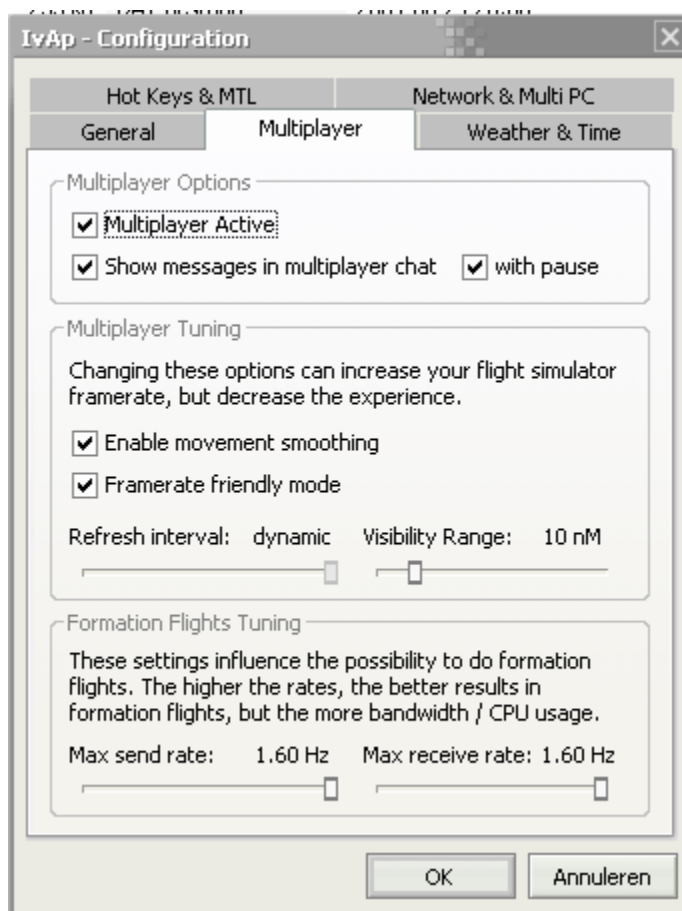 IvAp - Configuration
Hot Keys & MTL Network & Multi PC
General Multiplayer Weather & Time
Multiplayer Options
Multiplayer Active
Show messages in multiplayer chat with pause
Multiplayer Tuning
Changing these options can increase your flight simulator
framerate, but decrease the experience.
Enable movement smoothing
Framerate friendly mode
Refresh interval: dynamic Visibility Range: 10 nM
Formation Flights Tuning
These settings influence the possibility to do formation
flights. The higher the rates, the better results in
formation flights, but the more bandwidth / CPU usage.
Max send rate: 1.60 Hz Max receive rate: 1.60 Hz
OK Annuleren